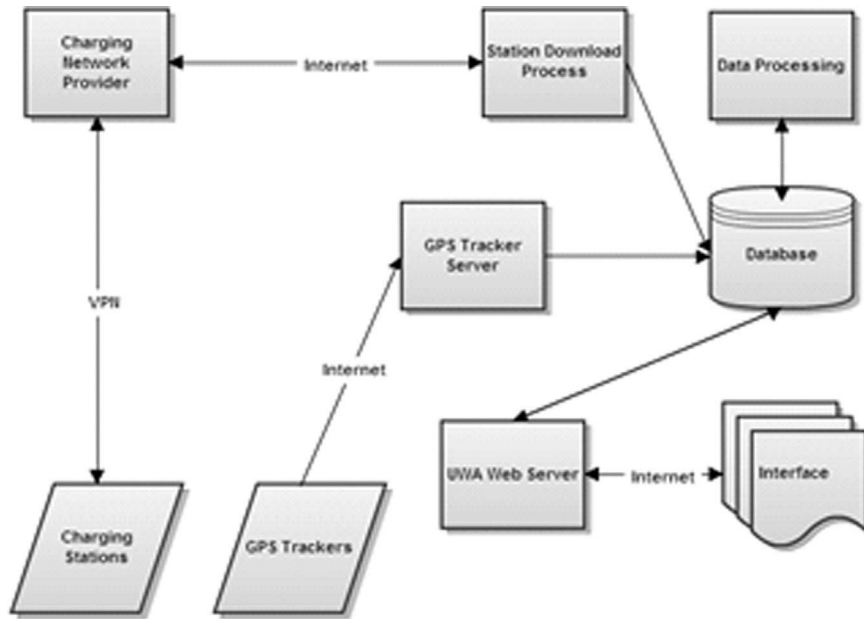 Charging
Network
Provider
Internet
Station Download
Process
Data Processing
GPS Tracker
Server
Database
VPN
Internet
UWA Web Server
Internet
Interface
Charging
Stations
GPS Trackers